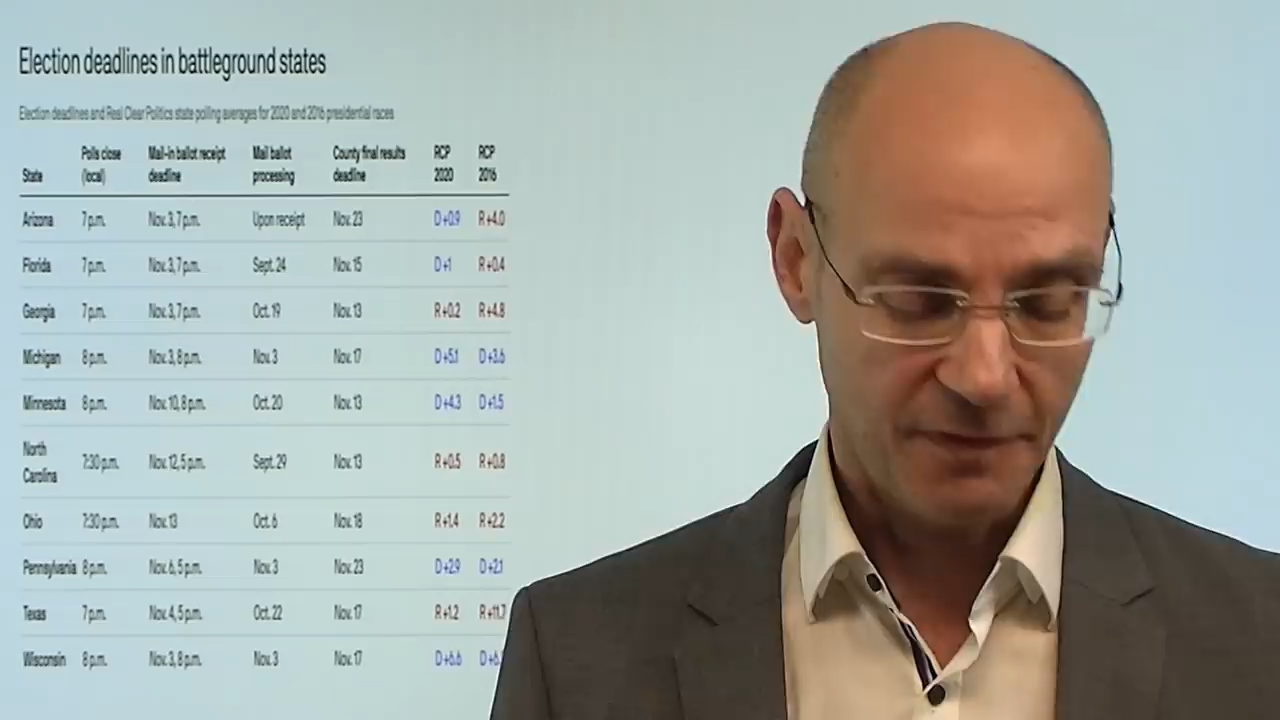 Election deadlines in battleground states
Election deadlines and Real Clear Politics state polling averages for 2020 and 2016 presidential races
State Polls close (local) Mail-in ballot receipt deadline Mail ballot processing County final results deadline RCP 2020 RCP 2016
Arizona 7 p.m. Nov. 3, 7 p.m. Upon receipt Nov. 23 D +0.9 R +4.0
Florida 7 p.m. Nov. 3, 7 p.m. Sept. 24 Nov. 15 D +1 R +0.4
Georgia 7 p.m. Nov. 3, 7 p.m. Oct. 19 Nov. 13 R +0.2 R +4.8
Michigan 8 p.m. Nov. 3, 8 p.m. Nov. 3 Nov. 17 D +5.1 D +3.6
Minnesota 8 p.m. Nov. 10, 8 p.m. Oct. 20 Nov. 13 D +4.3 D +1.5
North Carolina 7:30 p.m. Nov. 12, 5 p.m. Sept. 29 Nov. 13 R +0.5 R +0.8
Ohio 7:30 p.m. Nov. 13 Oct. 6 Nov. 18 R +1.4 R +2.2
Pennsylvania 8 p.m. Nov. 6, 5 p.m. Nov. 3 Nov. 23 D +2.9 D +2.1
Texas 7 p.m. Nov. 4, 5 p.m. Oct. 22 Nov. 17 R +1.2 R +11.7
Wisconsin 8 p.m. Nov. 3, 8 p.m. Nov. 3 Nov. 17 D +6.6